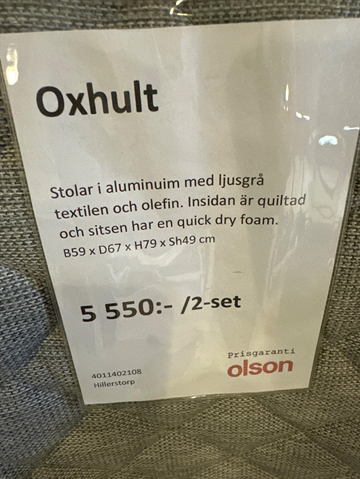 Oxhult
Stolar i aluminuim med ljusgrå
textilen och olefin. Insidan är quiltad
och sitsen har en quick dry foam.
B59 x D67 x H79 x Sh49 cm
5 550:- /2-set
4011402108
Hillerstorp
Prisgaranti
olson